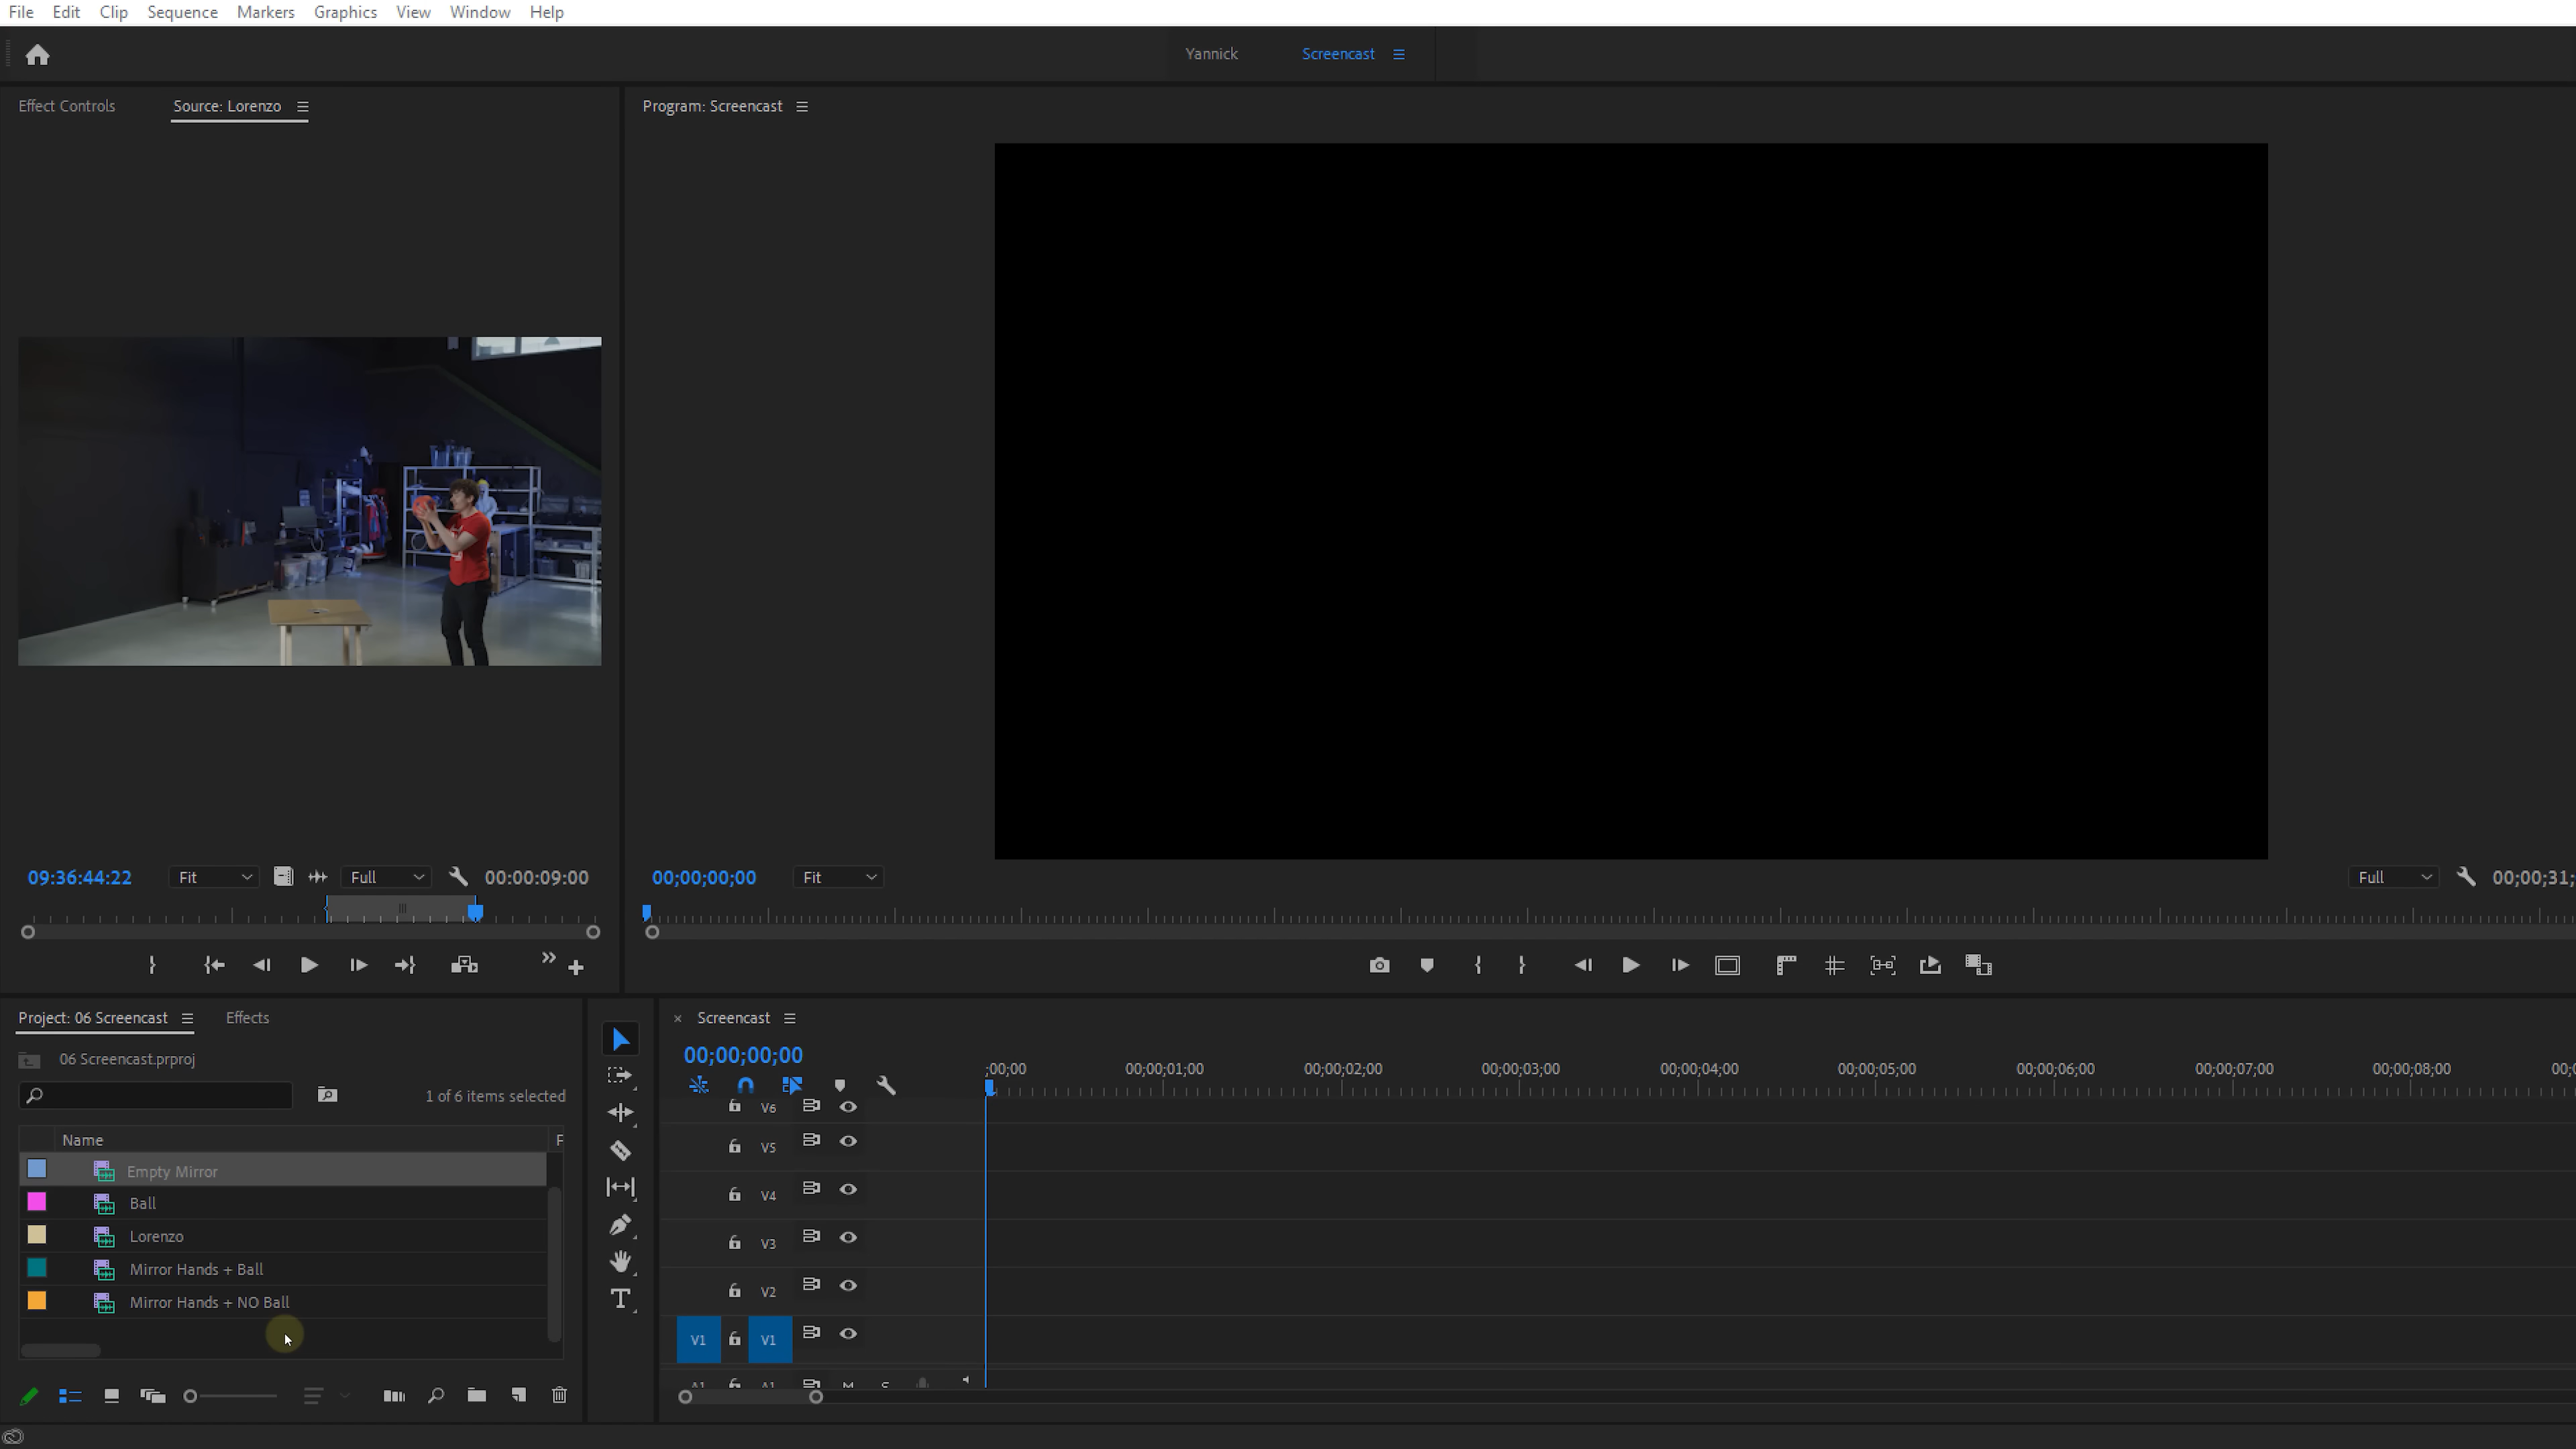 File Edit Clip Sequence Markers Graphics View Window Help
Yannick Screencast
Effect Controls Source: Lorenzo
Program: Screencast
09:36:44:22 Fit Full 00:00:09:00
00;00;00;00 Fit Full 00;00;31;
Project: 06 Screencast Effects
06 Screencast.prproj
1 of 6 items selected
Name F
Empty Mirror
Ball
Lorenzo
Mirror Hands + Ball
Mirror Hands + NO Ball
T
× Screencast
00;00;00;00
;00;00 00;00;01;00 00;00;02;00 00;00;03;00 00;00;04;00 00;00;05;00 00;00;06;00 00;00;07;00 00;00;08;00 00;0
V6
V5
V4
V3
V2
V1 V1
A1 A1 M S